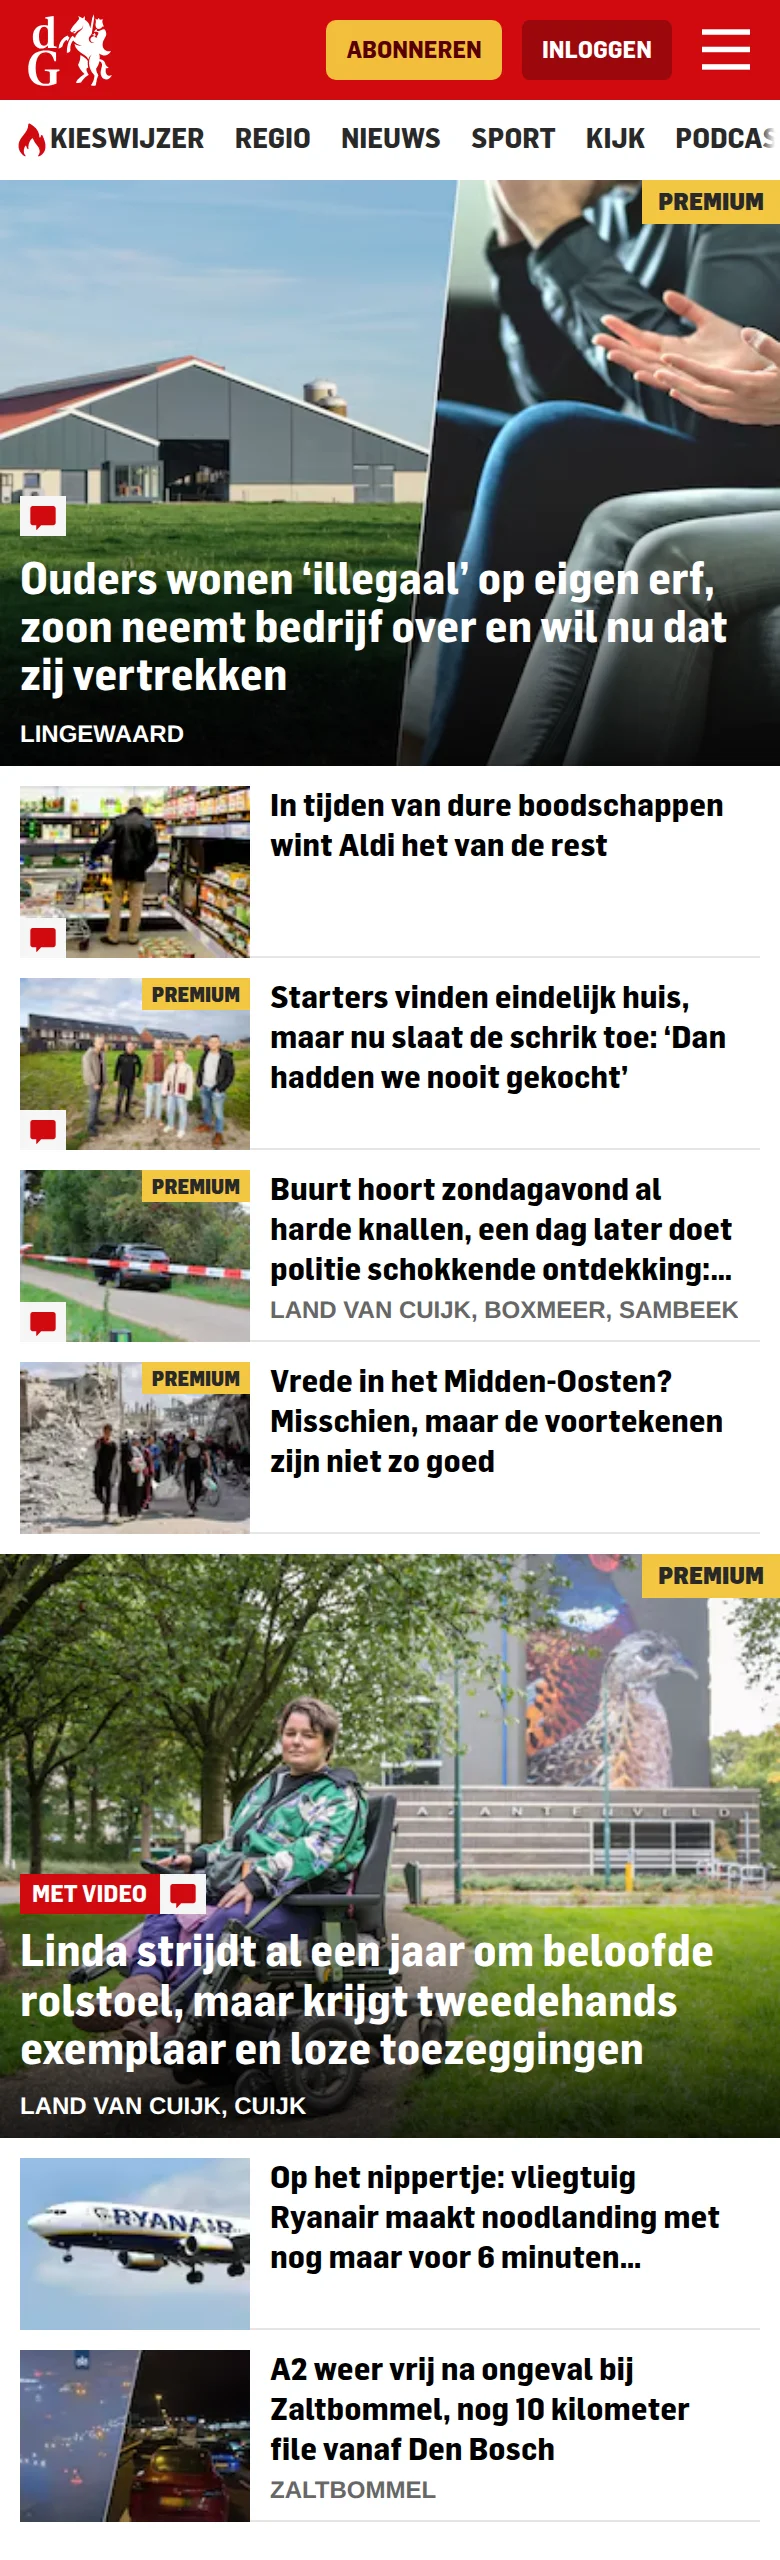 dG
ABONNEREN
INLOGGEN
KIESWIJZER REGIO NIEUWS SPORT KIJK PODCAS
PREMIUM
Ouders wonen ‘illegaal’ op eigen erf,
zoon neemt bedrijf over en wil nu dat
zij vertrekken
LINGEWAARD
In tijden van dure boodschappen
wint Aldi het van de rest
PREMIUM
Starters vinden eindelijk huis,
maar nu slaat de schrik toe: ‘Dan
hadden we nooit gekocht’
PREMIUM
Buurt hoort zondagavond al
harde knallen, een dag later doet
politie schokkende ontdekking:...
LAND VAN CUIJK, BOXMEER, SAMBEEK
PREMIUM
Vrede in het Midden-Oosten?
Misschien, maar de voortekenen
zijn niet zo goed
PREMIUM
AZANTENVELD
MET VIDEO
Linda strijdt al een jaar om beloofde
rolstoel, maar krijgt tweedehands
exemplaar en loze toezeggingen
LAND VAN CUIJK, CUIJK
RYANAIR
Op het nippertje: vliegtuig
Ryanair maakt noodlanding met
nog maar voor 6 minuten...
A2 weer vrij na ongeval bij
Zaltbommel, nog 10 kilometer
file vanaf Den Bosch
ZALTBOMMEL